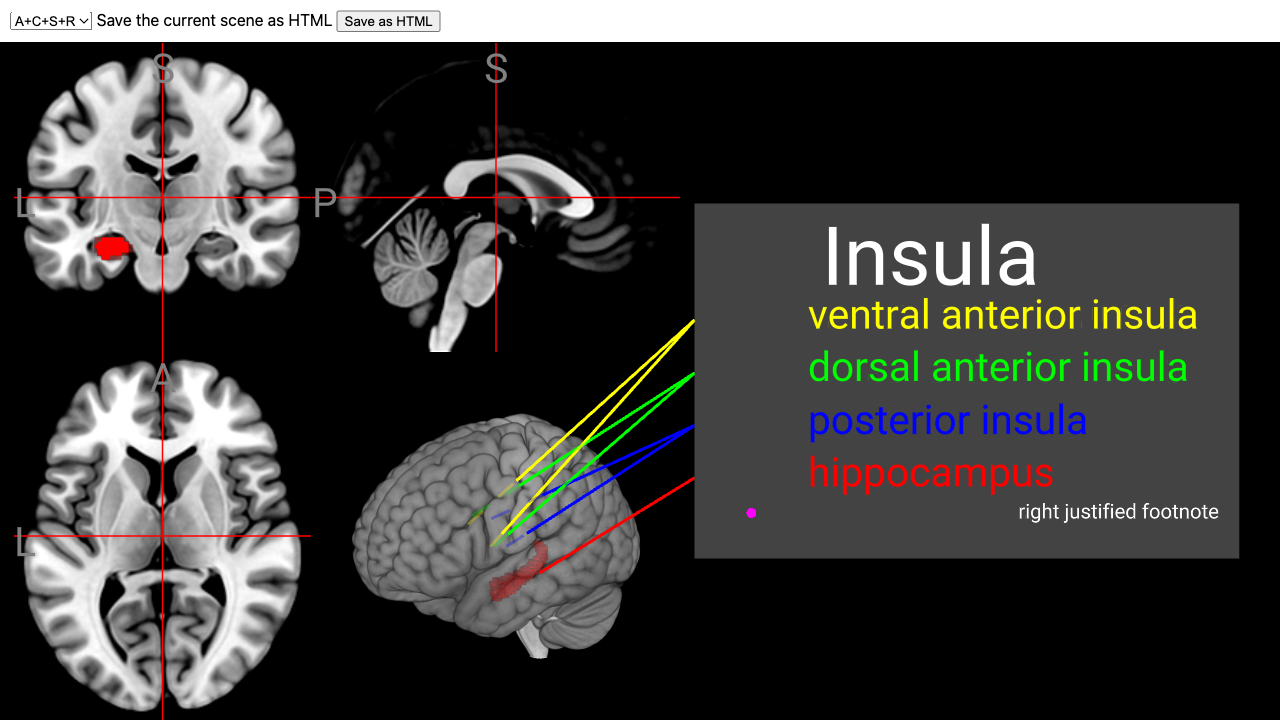 A+C+S+R Save the current scene as HTML Save as HTML
S
S
L
P
A
L
Insula
ventral anterior insula
dorsal anterior insula
posterior insula
hippocampus
right justified footnote